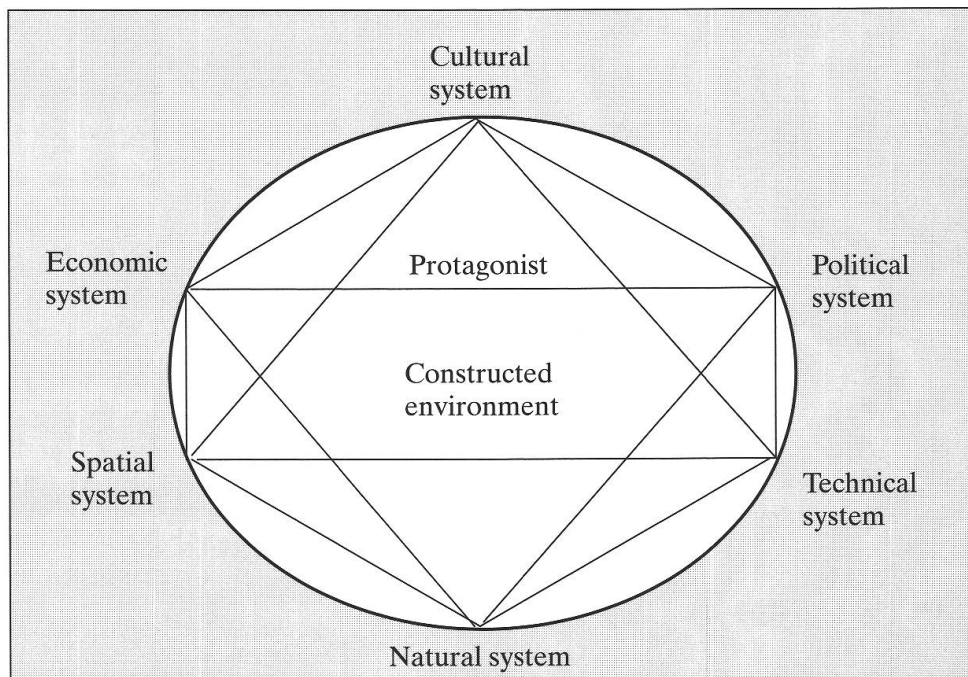 Cultural
system
Economic
system
Protagonist
Political
system
Constructed
environment
Spatial
system
Technical
system
Natural system